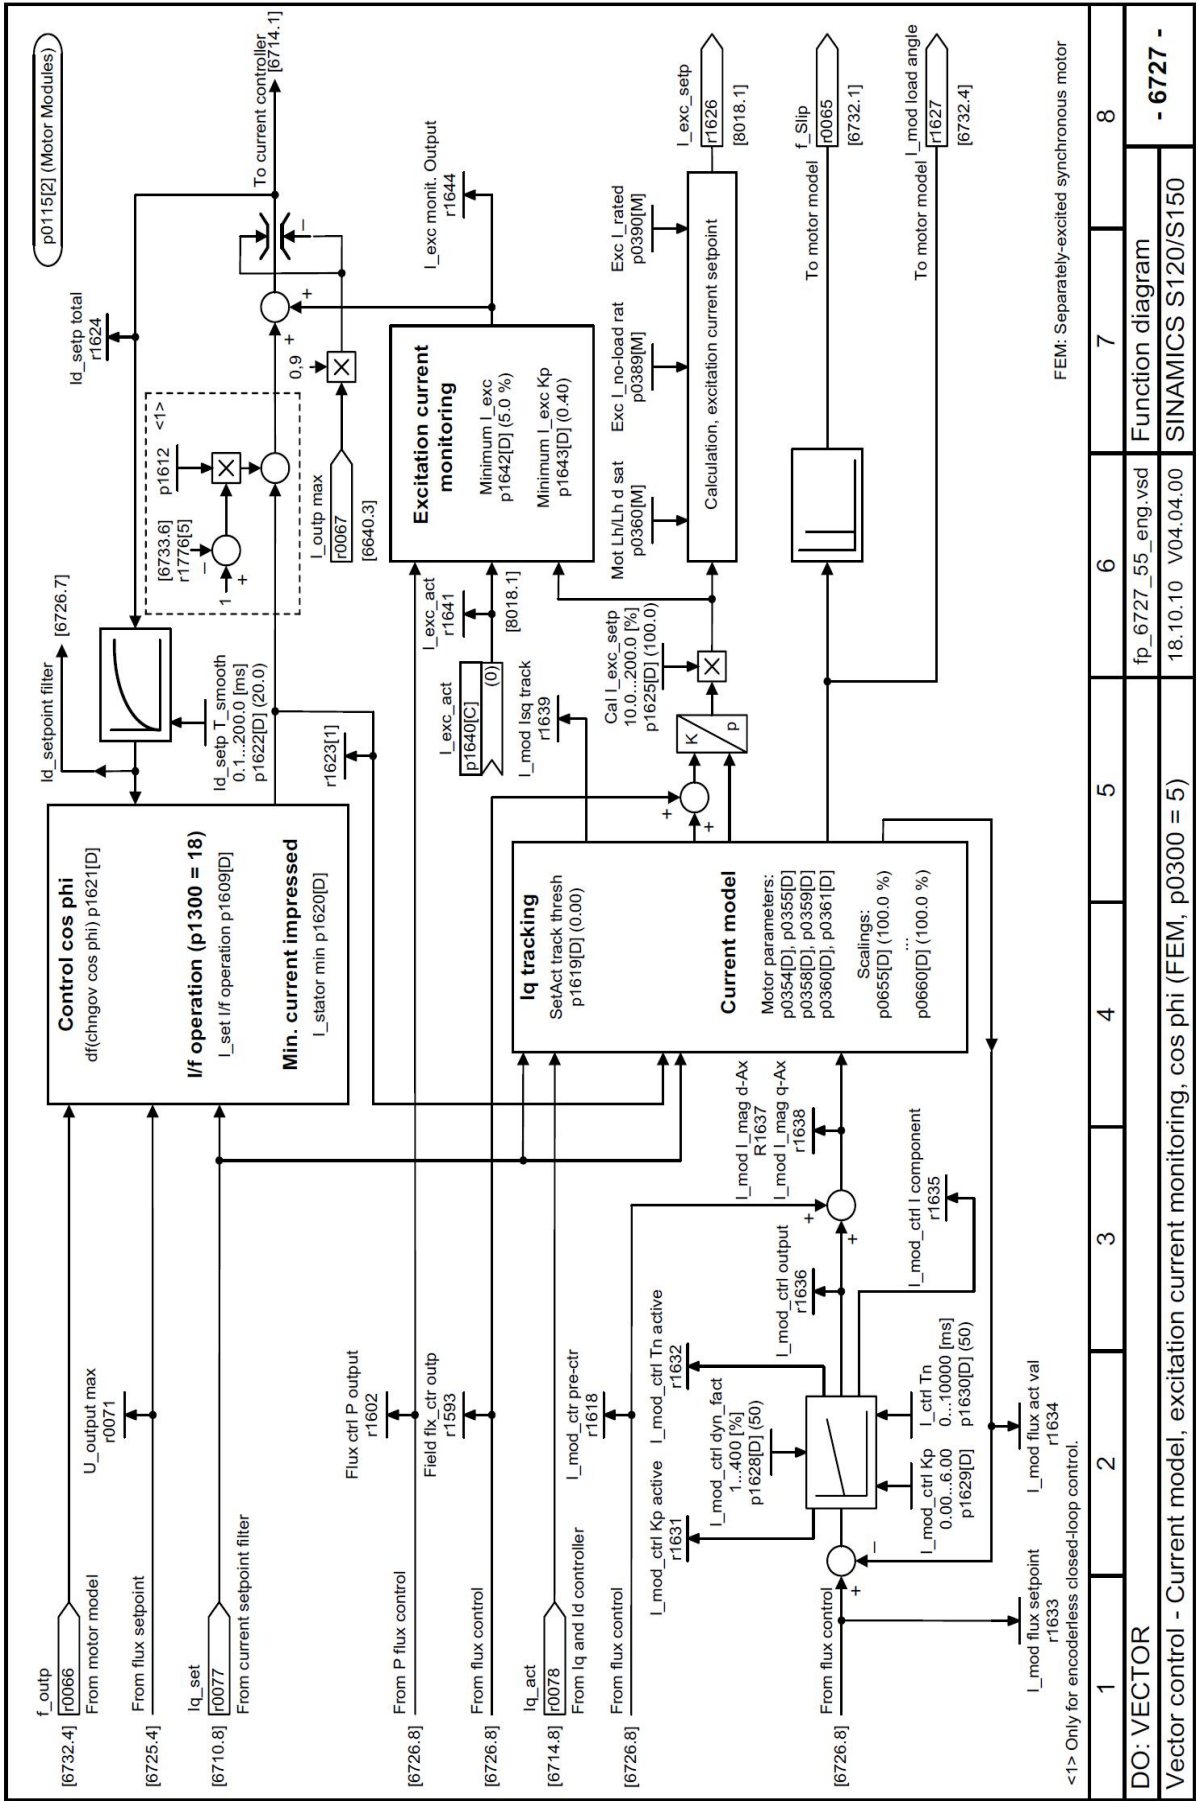 p0115[2] (Motor Modules)
[6732.4]
f_outp
r0066
From motor model
[6725.4]
From flux setpoint
U_output max
r0071
[6710.8]
Iq_set
r0077
From current setpoint filter
Control cos phi
df(chngov cos phi) p1621[D]
I/f operation (p1300 = 18)
I_set I/f operation p1609[D]
Min. current impressed
I_stator min p1620[D]
Id_setpoint filter
[6726.7]
Id_setp T_smooth
0.1...200.0 [ms]
p1622[D] (20.0)
Id_setp total
r1624
[6733.6]
r1776[5]
p1612
<1>
1
+
–
To current controller
[6714.1]
+
+
–
0,9
I_outp max
r0067
[6640.3]
r1623[1]
[6726.8]
From P flux control
Flux ctrl P output
r1602
[6726.8]
From flux control
Field flx_ctr outp
r1593
I_exc_act
p1640[C]
(0)
I_exc_act
r1641
[8018.1]
Excitation current
monitoring
Minimum I_exc
p1642[D] (5.0 %)
Minimum I_exc Kp
p1643[D] (0.40)
I_exc monit. Output
r1644
[6714.8]
Iq_act
r0078
From Iq and Id controller
[6726.8]
From flux control
I_mod_ctr pre-ctr
r1618
Iq tracking
SetAct track thresh
p1619[D] (0.00)
Current model
Motor parameters:
p0354[D], p0355[D]
p0358[D], p0359[D]
p0360[D], p0361[D]
Scalings:
p0655[D] (100.0 %)
...
p0660[D] (100.0 %)
I_mod Isq track
r1639
+
+
K
p
Cal I_exc_setp
10.0...200.0 [%]
p1625[D] (100.0)
Mot Lh/Lh d sat
p0360[M]
Exc I_no-load rat
p0389[M]
Exc I_rated
p0390[M]
Calculation, excitation current setpoint
I_exc_setp
r1626
[8018.1]
To motor model
f_Slip
r0065
[6732.1]
To motor model
I_mod load angle
r1627
[6732.4]
[6726.8]
From flux control
+
–
I_mod_ctrl Kp active
r1631
I_mod_ctrl dyn_fact
1...400 [%]
p1628[D] (50)
I_mod_ctrl Tn active
r1632
I_mod_ctrl output
r1636
I_mod I_mag d-Ax
R1637
I_mod I_mag q-Ax
r1638
+
+
I_mod_ctrl I component
r1635
I_mod_ctrl Kp
0.00...6.00
p1629[D]
I_ctrl Tn
0...10000 [ms]
p1630[D] (50)
I_mod flux setpoint
r1633
I_mod flux act val
r1634
<1> Only for encoderless closed-loop control.
FEM: Separately-excited synchronous motor
1
2
3
4
5
6
7
8
DO: VECTOR
fp_6727_55_eng.vsd
Function diagram
- 6727 -
Vector control - Current model, excitation current monitoring, cos phi (FEM, p0300 = 5)
18.10.10 V04.04.00
SINAMICS S120/S150